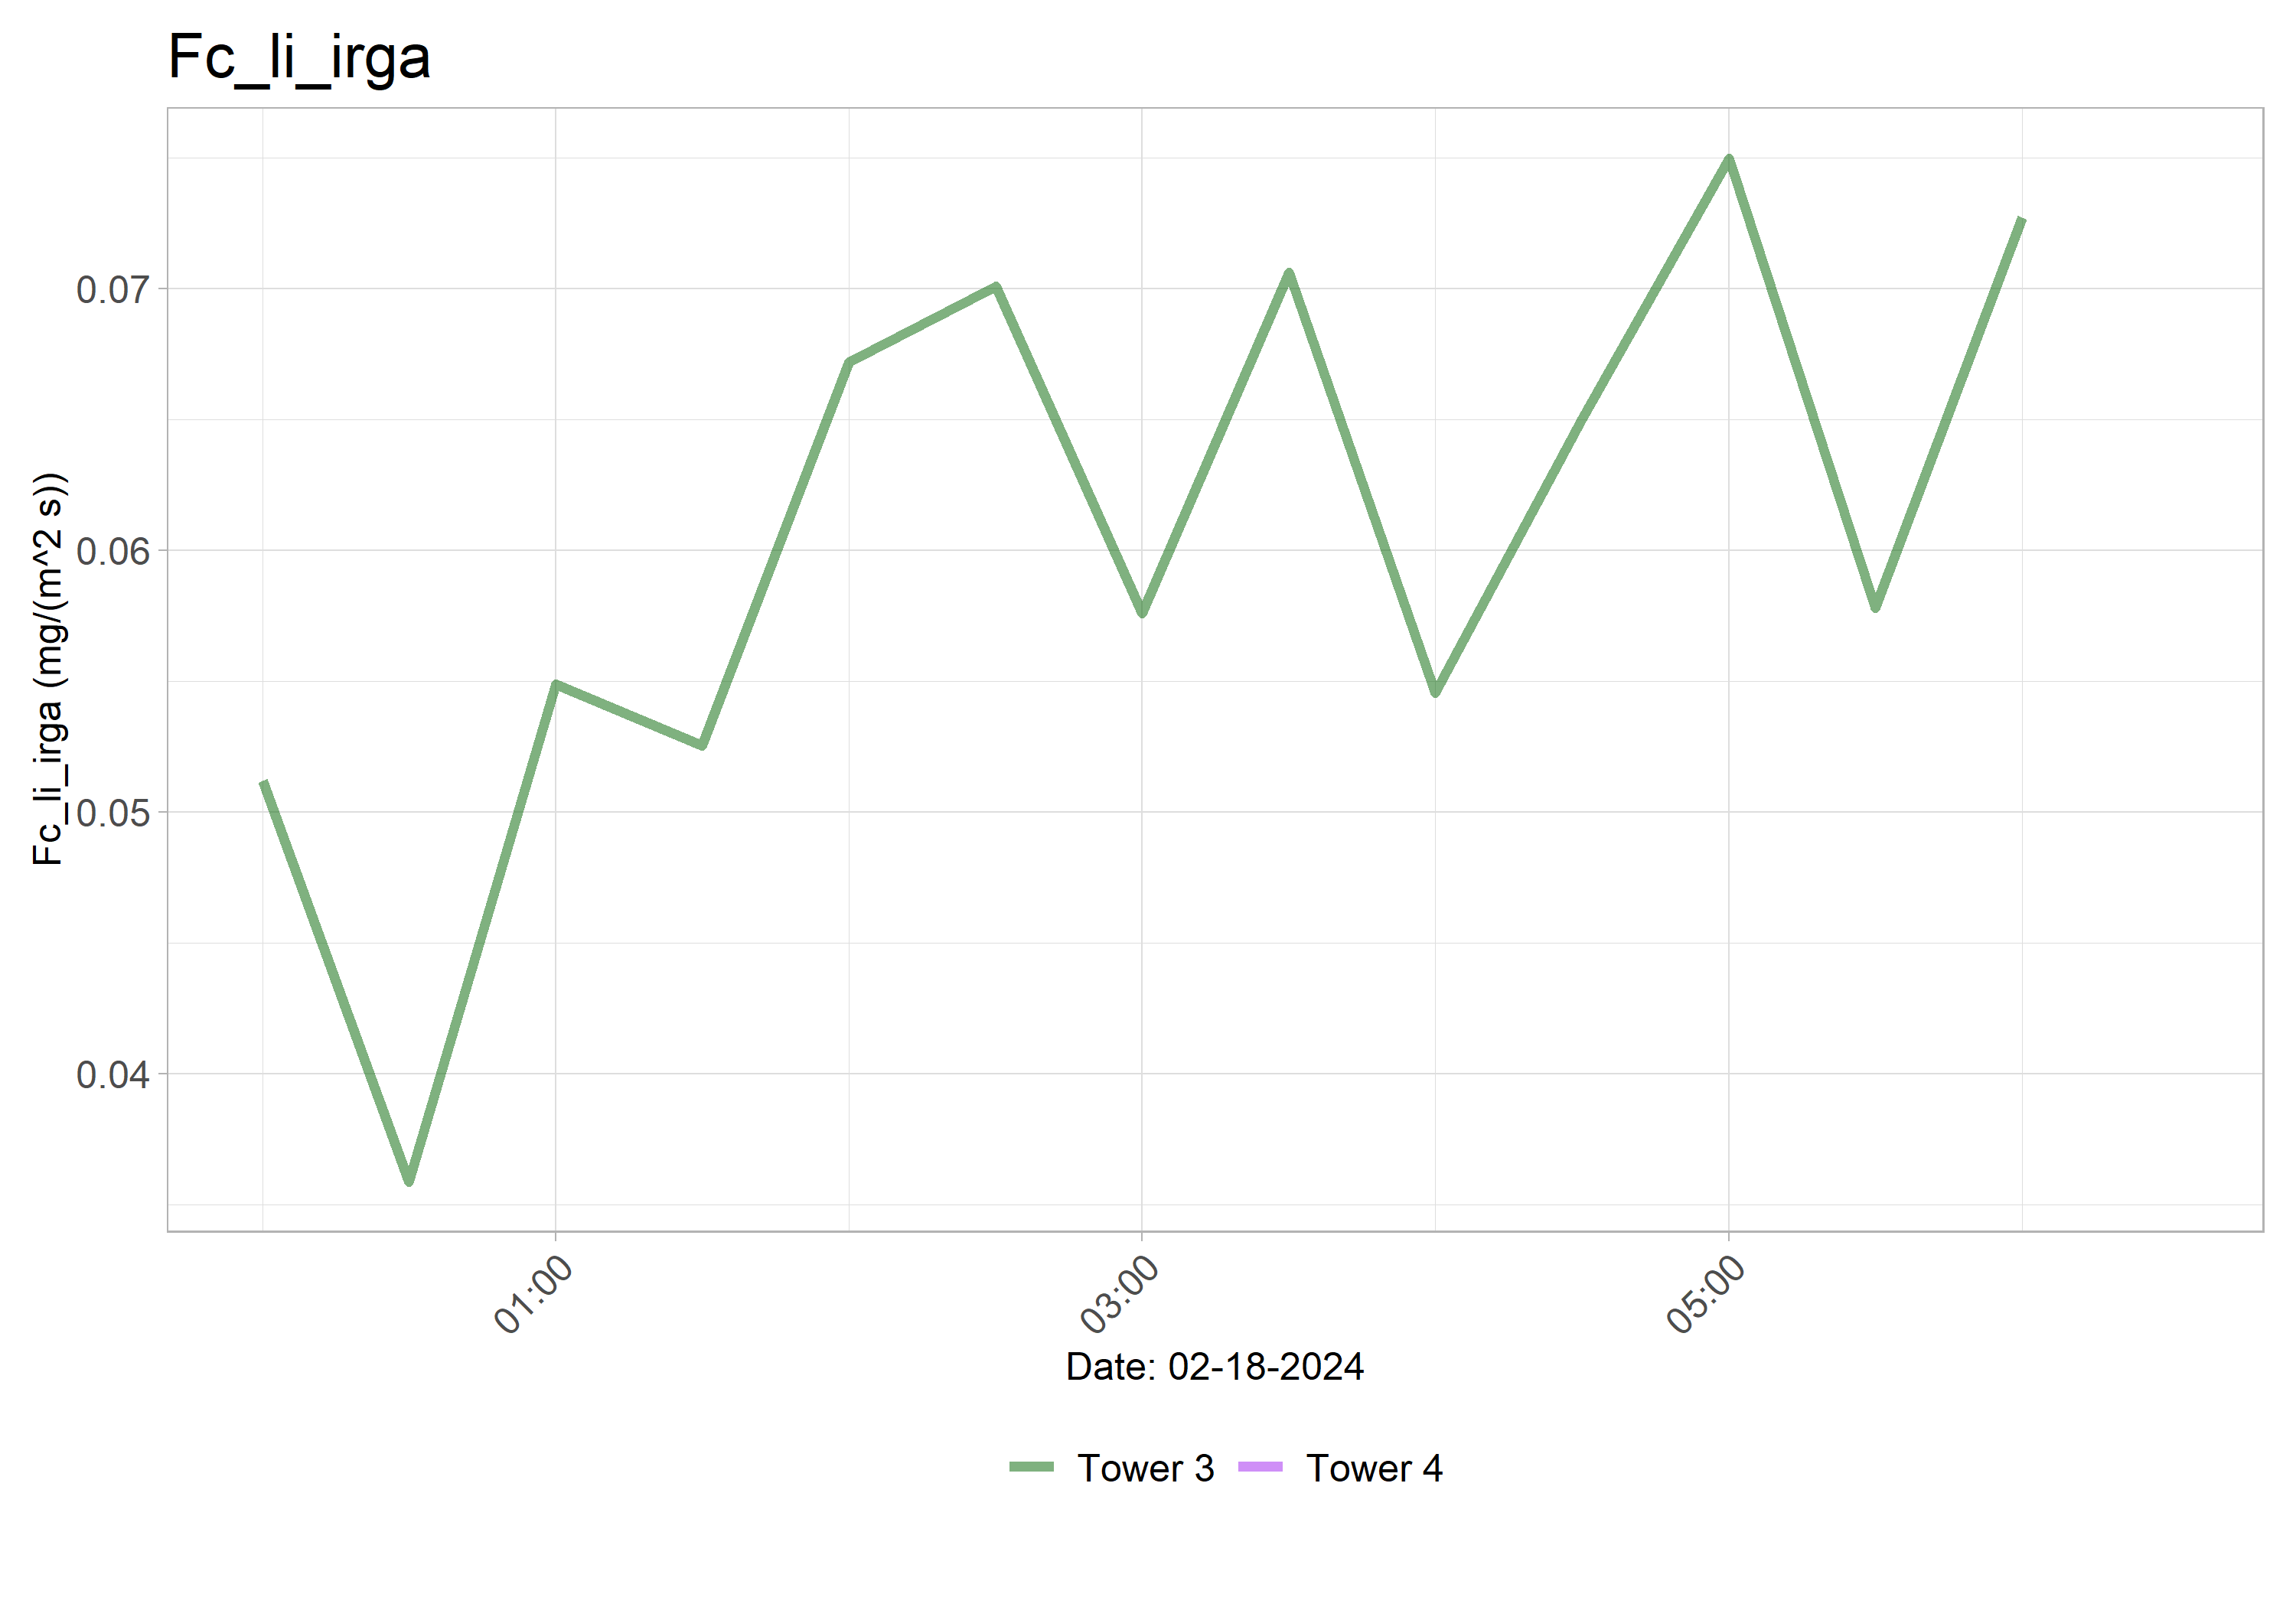 Fc_li_irga
Fc_li_irga (mg/(m^2 s))
0.07
0.06
0.05
0.04
01:00
03:00
05:00
Date: 02-18-2024
Tower 3
Tower 4